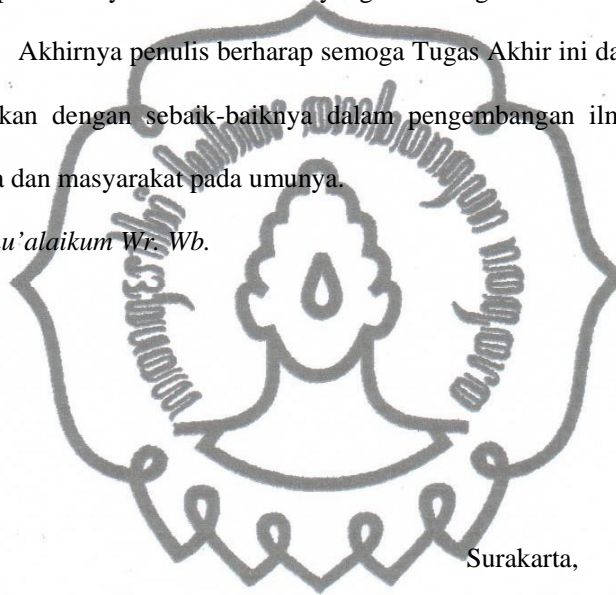 yang
Akhirnya penulis berharap semoga Tugas Akhir ini da
kan dengan sebaik-baiknya dalam pengembangan ilm
a dan masyarakat pada umunya.
u’alaikum Wr. Wb.
Surakarta,